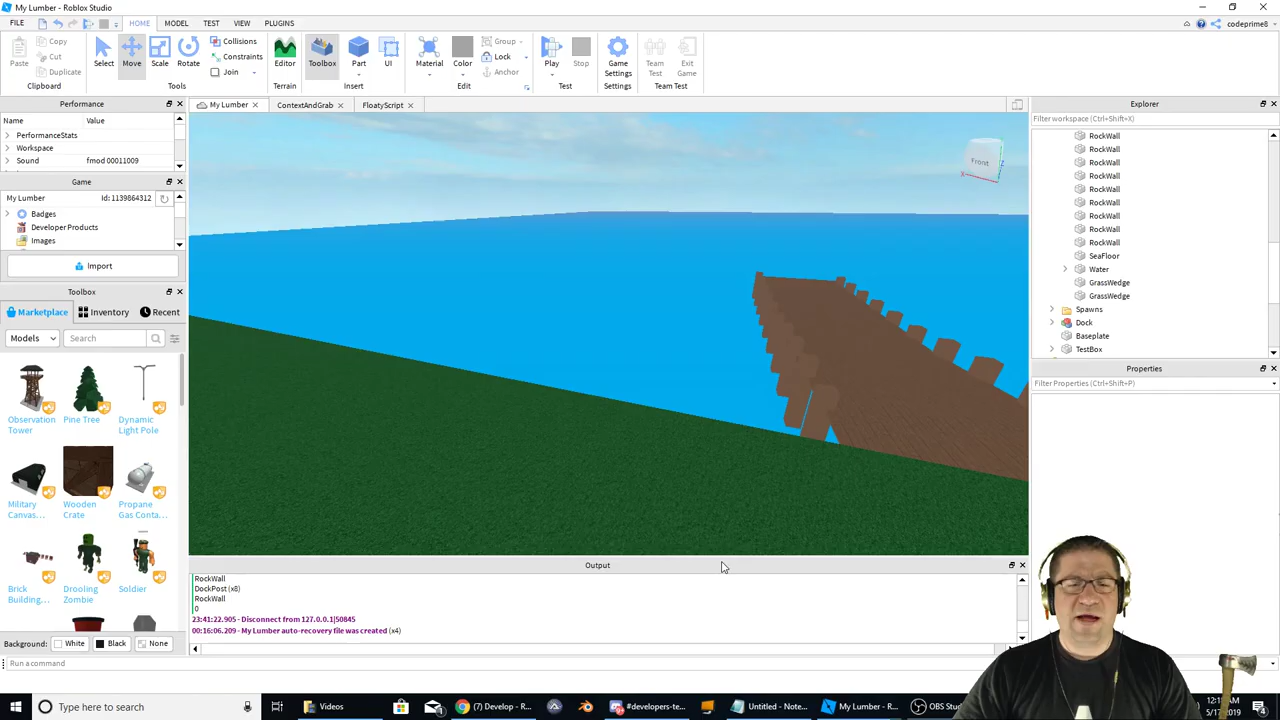 My Lumber - Roblox Studio
FILE HOME MODEL TEST VIEW PLUGINS codeprime8
Paste Copy Cut Duplicate Select Move Scale Rotate Collisions Constraints Join Editor Toolbox Part UI Material Color Group Lock Anchor Play Stop Game Settings Team Test Exit Game
Clipboard Tools Terrain Insert Edit Test Settings Team Test
Performance
Name Value
PerformanceStats
Workspace
Sound fmod 00011009
Game
My Lumber Id: 1139864312
Badges
Developer Products
Images
Import
Toolbox
Marketplace Inventory Recent
Models Search
Observation Tower
Pine Tree
Dynamic Light Pole
Military Canvas...
Wooden Crate
Propane Gas Conta...
Brick Building...
Drooling Zombie
Soldier
Background: White Black None
Run a command
My Lumber ContextAndGrab FloatyScript
Front
X
Output
RockWall
DockPost (x8)
RockWall
0
23:41:22.905 - Disconnect from 127.0.0.1|50845
00:16:06.209 - My Lumber auto-recovery file was created (x4)
Explorer
Filter workspace (Ctrl+Shift+X)
RockWall
RockWall
RockWall
RockWall
RockWall
RockWall
RockWall
RockWall
RockWall
SeaFloor
Water
GrassWedge
GrassWedge
Spawns
Dock
Baseplate
TestBox
Properties
Filter Properties (Ctrl+Shift+P)
Type here to search
Videos
(7) Develop - R...
#developers-te...
Untitled - Note...
My Lumber - R...
OBS Stu